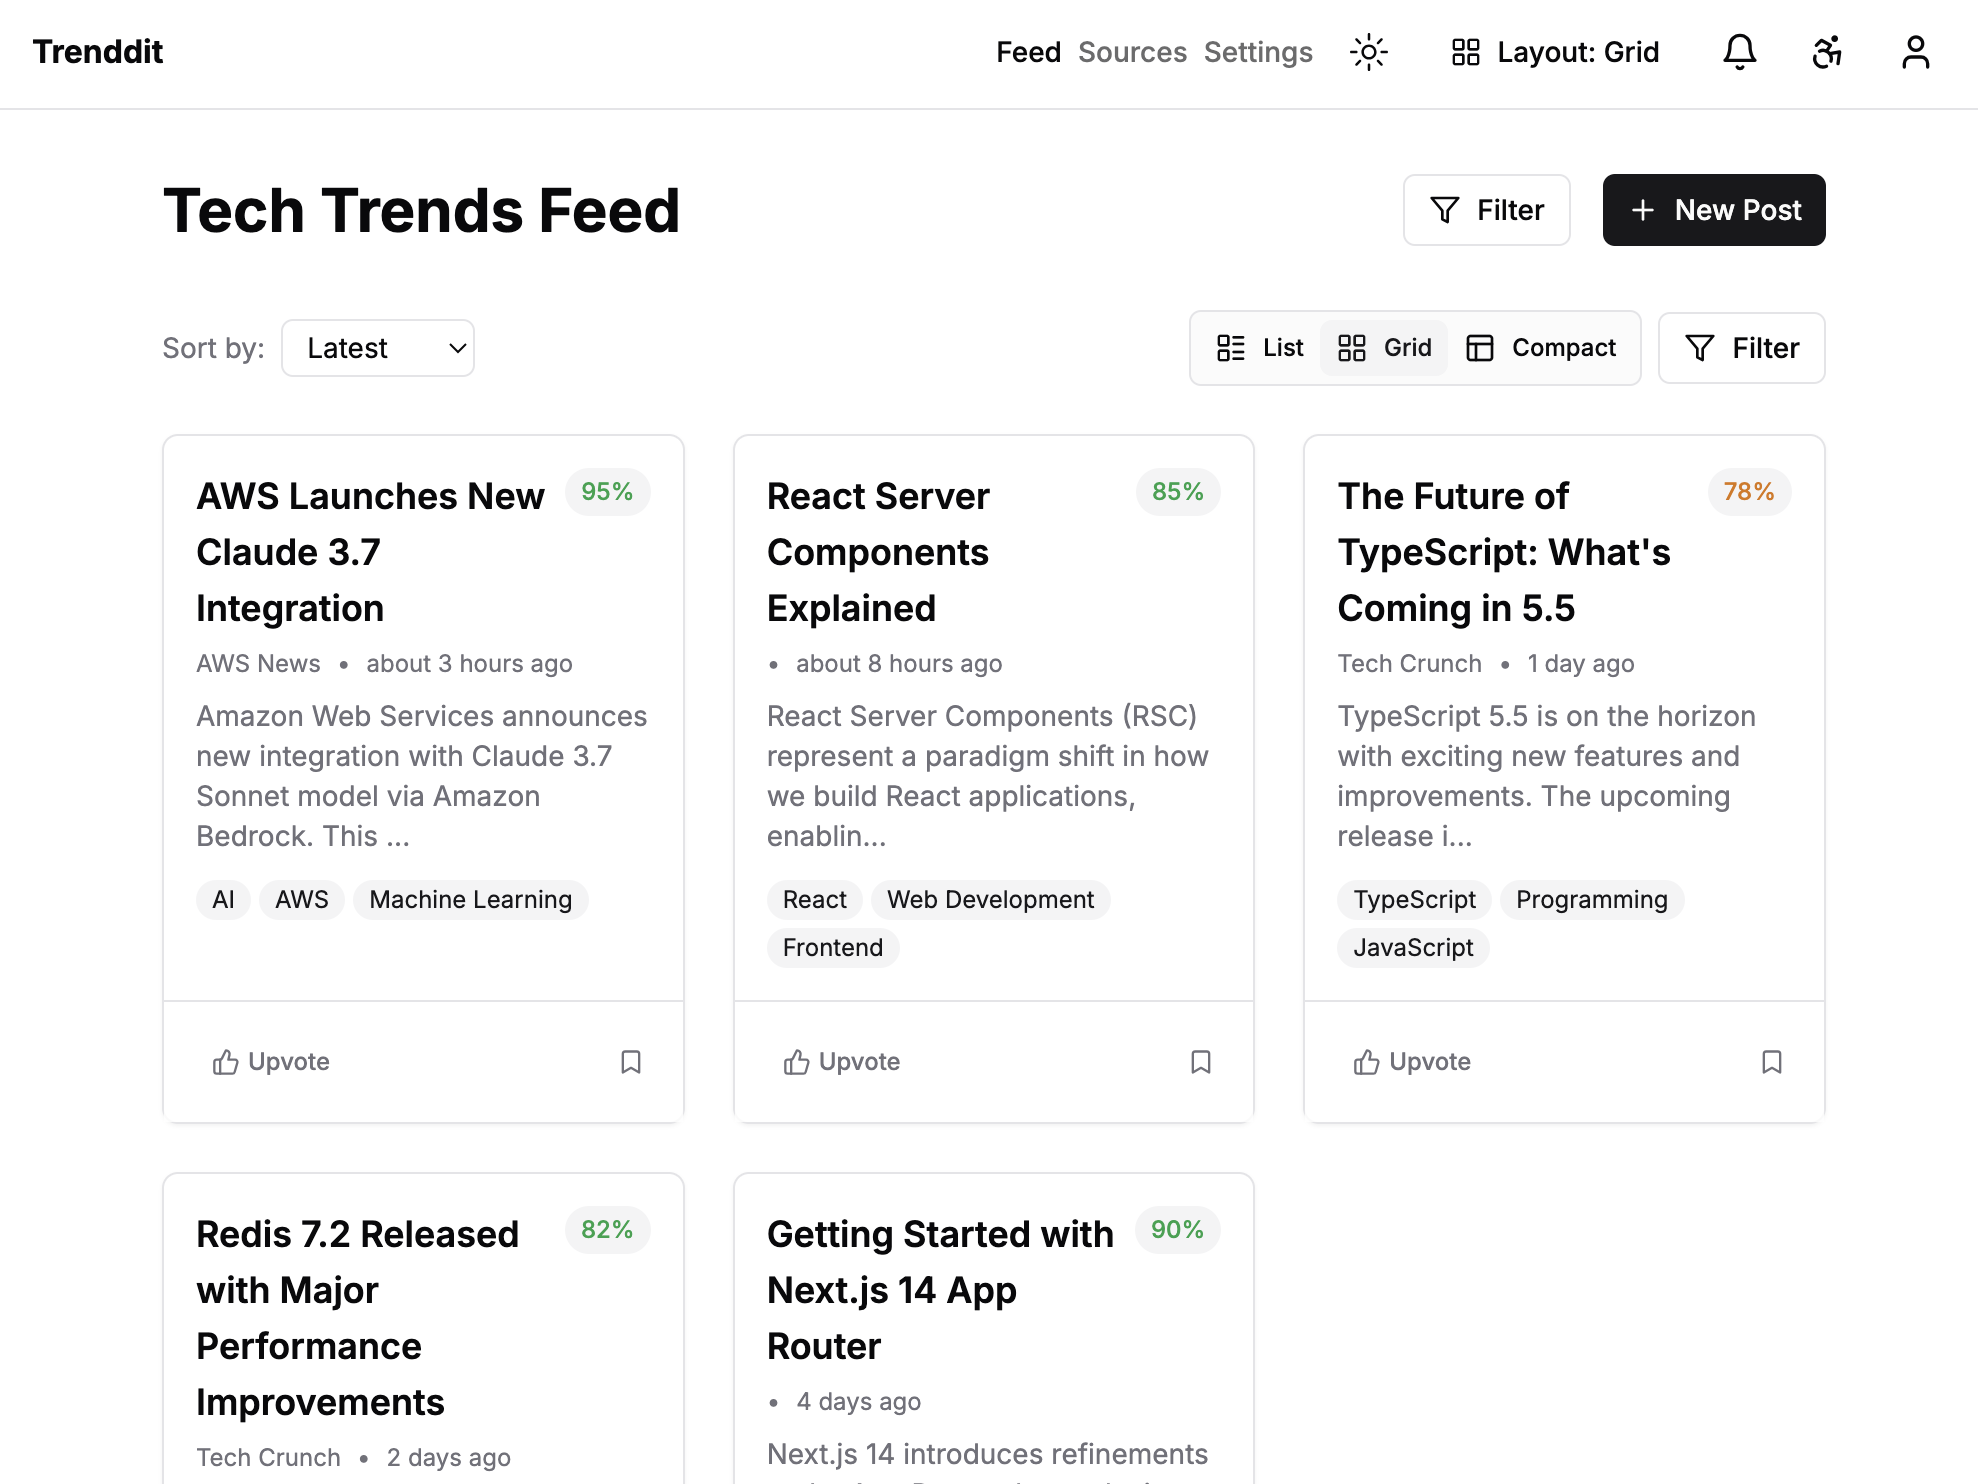 Trenddit
Feed Sources Settings Layout: Grid
Tech Trends Feed
Filter
+ New Post
Sort by: Latest
List Grid Compact
Filter
AWS Launches New
Claude 3.7
Integration
95%
AWS News • about 3 hours ago
Amazon Web Services announces
new integration with Claude 3.7
Sonnet model via Amazon
Bedrock. This ...
AI AWS Machine Learning
Upvote
React Server
Components
Explained
85%
• about 8 hours ago
React Server Components (RSC)
represent a paradigm shift in how
we build React applications,
enablin...
React Web Development
Frontend
Upvote
The Future of
TypeScript: What's
Coming in 5.5
78%
Tech Crunch • 1 day ago
TypeScript 5.5 is on the horizon
with exciting new features and
improvements. The upcoming
release i...
TypeScript Programming
JavaScript
Upvote
Redis 7.2 Released
with Major
Performance
Improvements
82%
Tech Crunch • 2 days ago
Getting Started with
Next.js 14 App
Router
90%
• 4 days ago
Next.js 14 introduces refinements